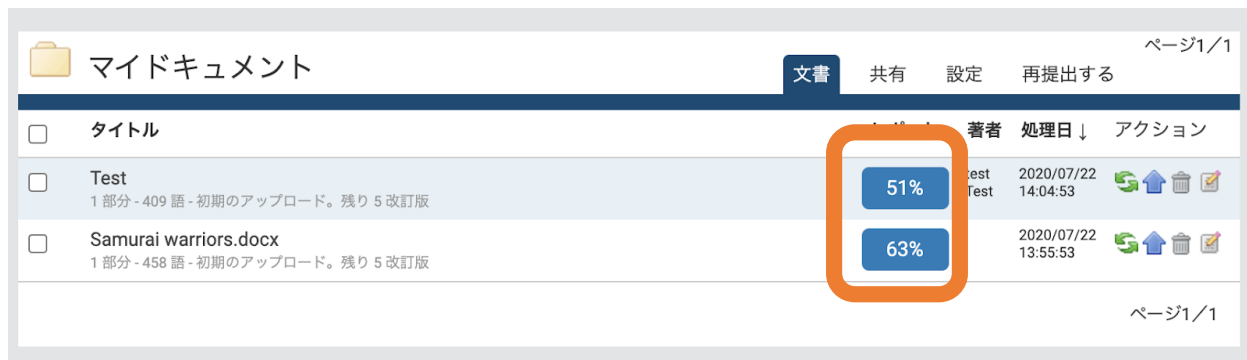 ページ1／1
マイドキュメント
文書 共有 設定 再提出する
タイトル 著者 処理日↓ アクション
Test 51% Test 2020/07/22
1 部分 - 409 語 - 初期のアップロード。残り 5 改訂版 14:04:53
Samurai warriors.docx 63% 2020/07/22
1 部分 - 458 語 - 初期のアップロード。残り 5 改訂版 13:55:53
ページ1／1